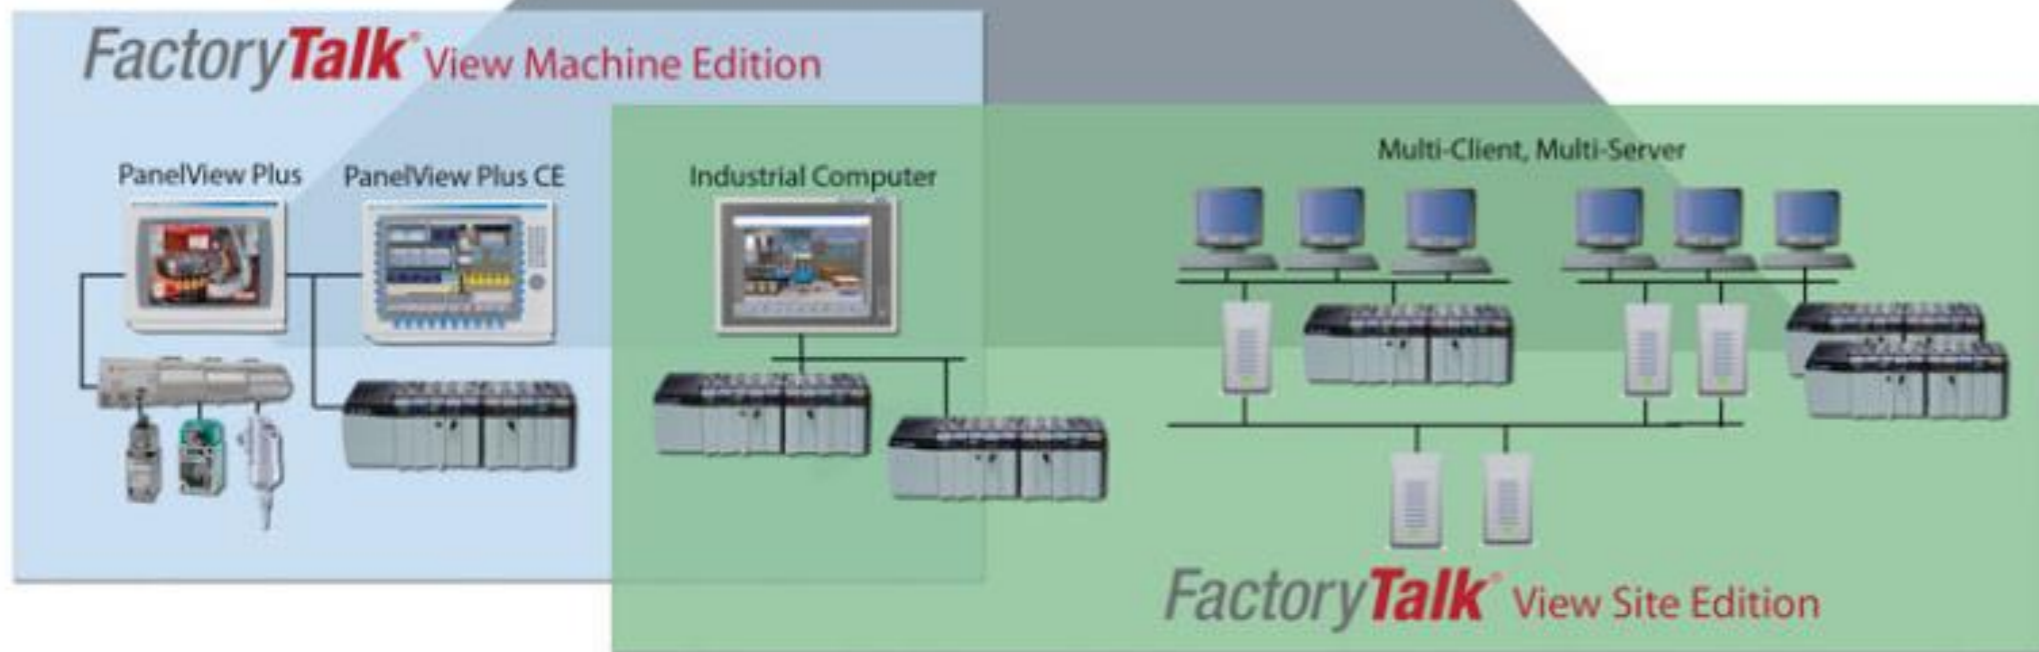 FactoryTalk® View Machine Edition
PanelView Plus
PanelView Plus CE
Industrial Computer
Multi-Client, Multi-Server
FactoryTalk® View Site Edition